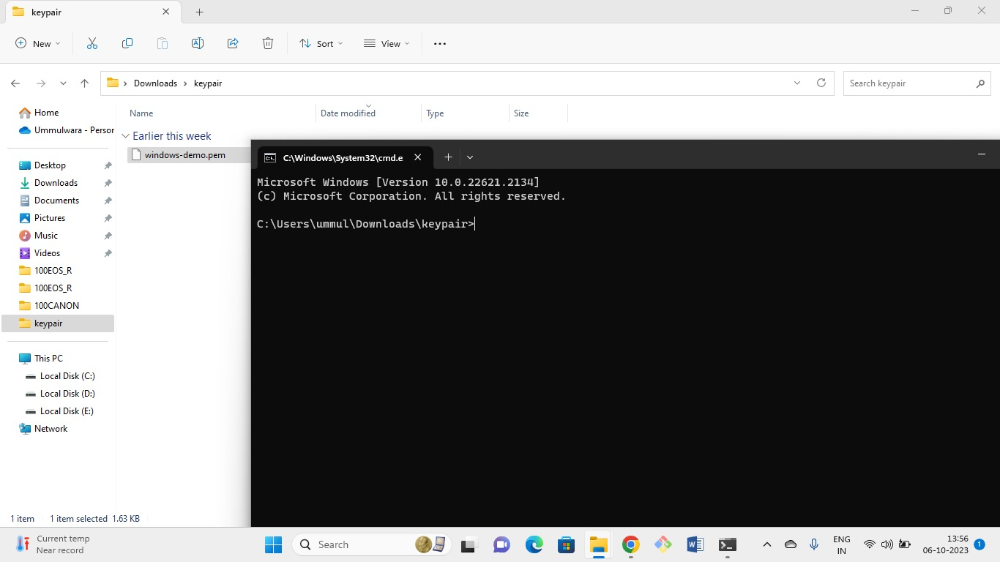 keypair
New
Sort
View
Downloads
keypair
Search keypair
Name
Date modified
Type
Size
Home
Ummulwara - Person
Earlier this week
windows-demo.pem
Desktop
Downloads
Documents
Pictures
Music
Videos
100EOS_R
100EOS_R
100CANON
keypair
This PC
Local Disk (C:)
Local Disk (D:)
Local Disk (E:)
Network
1 item
1 item selected 1.63 KB
C:\Windows\System32\cmd.e
Microsoft Windows [Version 10.0.22621.2134]
(c) Microsoft Corporation. All rights reserved.
C:\Users\ummul\Downloads\keypair>
Current temp
Near record
Search
ENG
IN
13:56
06-10-2023
1